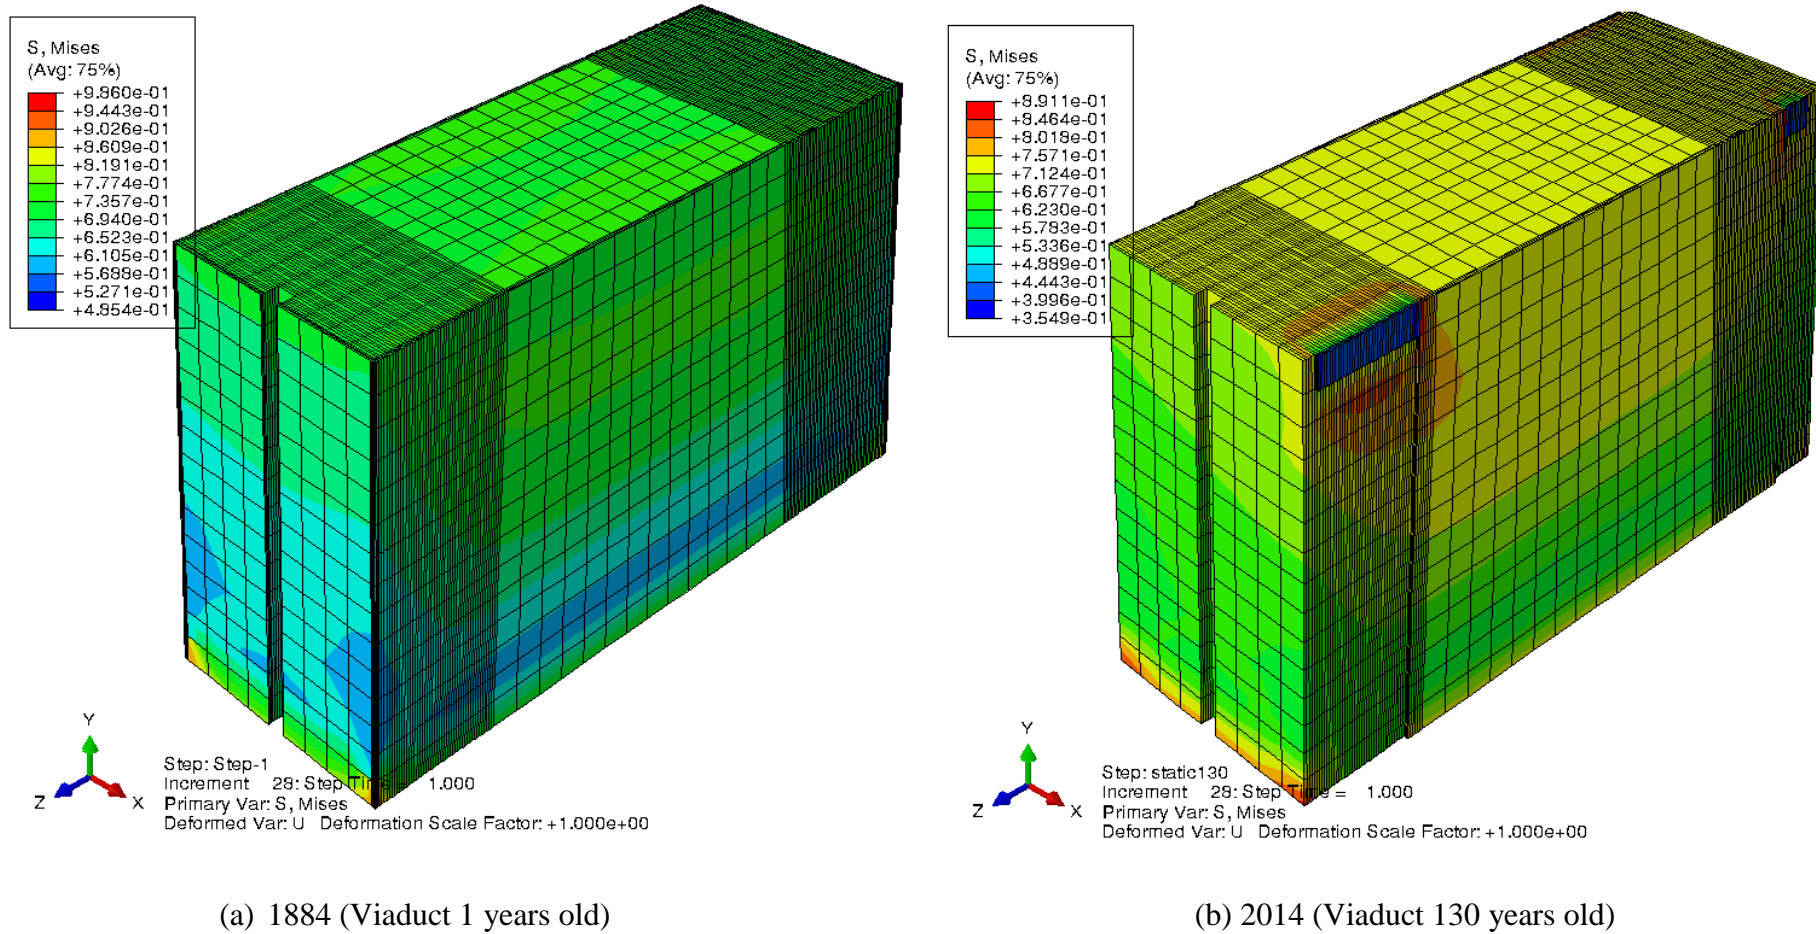 S, Mises
(Avg: 75%)
+9.860e-01
+9.443e-01
+9.026e-01
+8.609e-01
+8.191e-01
+7.774e-01
+7.357e-01
+6.940e-01
+6.523e-01
+6.105e-01
+5.688e-01
+5.271e-01
+4.854e-01
Y
Z
X
Step: Step-1
Increment 28: Step Time = 1.000
Primary Var: S, Mises
Deformed Var: U Deformation Scale Factor: +1.000e+00
(a) 1884 (Viaduct 1 years old)
S, Mises
(Avg: 75%)
+8.911e-01
+8.464e-01
+8.018e-01
+7.571e-01
+7.124e-01
+6.677e-01
+6.230e-01
+5.783e-01
+5.336e-01
+4.889e-01
+4.443e-01
+3.996e-01
+3.549e-01
Y
Z
X
Step: static130
Increment 28: Step Time = 1.000
Primary Var: S, Mises
Deformed Var: U Deformation Scale Factor: +1.000e+00
(b) 2014 (Viaduct 130 years old)